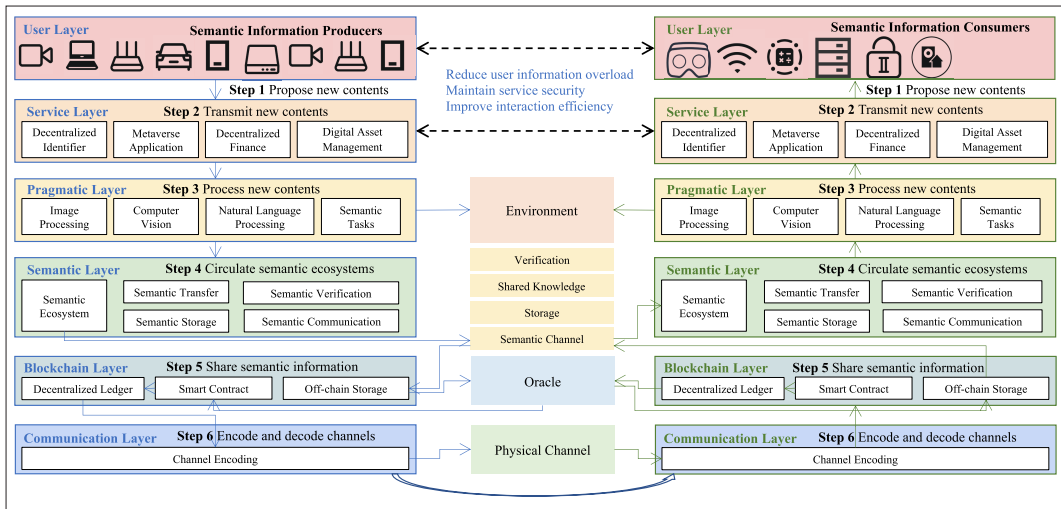 User Layer
Semantic Information Producers
Step 1 Propose new contents
Service Layer
Step 2 Transmit new contents
Decentralized
Identifier
Metaverse
Application
Decentralized
Finance
Digital Asset
Management
Pragmatic Layer
Step 3 Process new contents
Image
Processing
Computer
Vision
Natural Language
Processing
Semantic
Tasks
Semantic Layer
Step 4 Circulate semantic ecosystems
Semantic
Ecosystem
Semantic Transfer
Semantic Verification
Semantic Storage
Semantic Communication
Blockchain Layer
Step 5 Share semantic information
Decentralized Ledger
Smart Contract
Off-chain Storage
Communication Layer
Step 6 Encode and decode channels
Channel Encoding
Reduce user information overload
Maintain service security
Improve interaction efficiency
Environment
Verification
Shared Knowledge
Storage
Semantic Channel
Oracle
Physical Channel
User Layer
Semantic Information Consumers
II
Step 1 Propose new contents
Service Layer
Step 2 Transmit new contents
Decentralized
Identifier
Metaverse
Application
Decentralized
Finance
Digital Asset
Management
Pragmatic Layer
Step 3 Process new contents
Image
Processing
Computer
Vision
Natural Language
Processing
Semantic
Tasks
Semantic Layer
Step 4 Circulate semantic ecosystems
Semantic
Ecosystem
Semantic Transfer
Semantic Verification
Semantic Storage
Semantic Communication
Blockchain Layer
Step 5 Share semantic information
Decentralized Ledger
Smart Contract
Off-chain Storage
Communication Layer
Step 6 Encode and decode channels
Channel Encoding